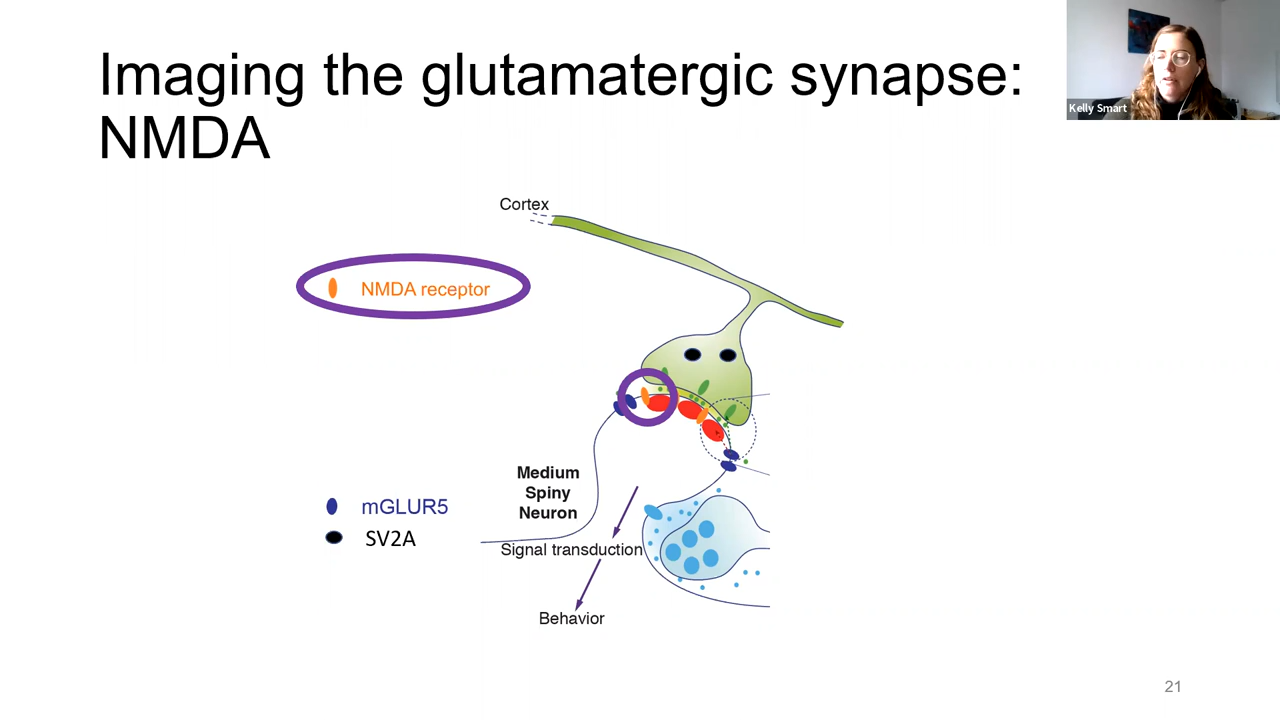 Imaging the glutamatergic synapse:
NMDA
Kelly Smart
Cortex
NMDA receptor
Medium
Spiny
Neuron
mGLUR5
SV2A
Signal transduction
Behavior
21